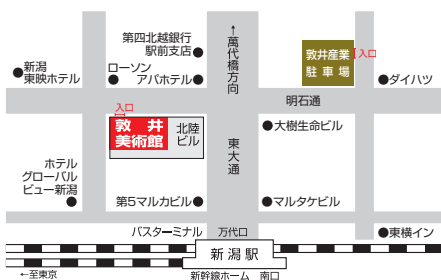 第四北越銀行
駅前支店
↑萬代橋方向
敦井産業
駐車場
入口
新潟
東映ホテル
ローソン
アパホテル
ダイハツ
明石通
入口
敦井
美術館
北陸
ビル
大樹生命ビル
東大通
ホテル
グローバル
ビュー新潟
第5マルカビル
マルタケビル
バスターミナル
万代口
東横イン
新潟駅
←至東京
新幹線ホーム 南口